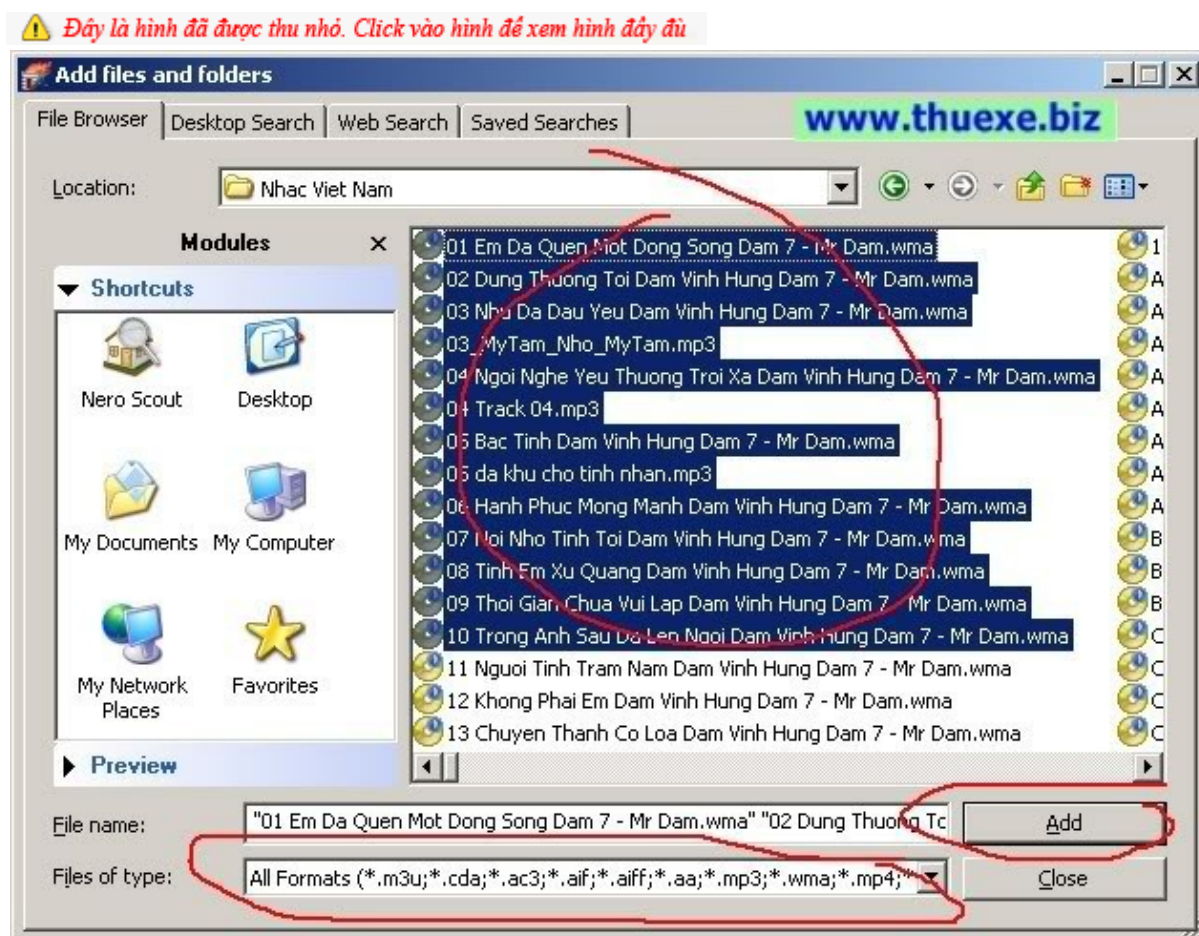 Đây là hình đã được thu nhỏ. Click vào hình để xem hình đầy đủ
Add files and folders
File Browser Desktop Search Web Search Saved Searches
www.thuexe.biz
Location: Nhac Viet Nam
Modules
Shortcuts
Nero Scout Desktop
My Documents My Computer
My Network Places Favorites
Preview
01 Em Da Quen Mot Dong Song Dam 7 - Mr Dam.wma
02 Dung Thuong Toi Dam Vinh Hung Dam 7 - Mr Dam.wma
03 Nhu Da Dau Yeu Dam Vinh Hung Dam 7 - Mr Dam.wma
03_MyTam_Nho_MyTam.mp3
04 Ngoi Nghe Yeu Thuong Troi Xa Dam Vinh Hung Dam 7 - Mr Dam.wma
04 Track 04.mp3
05 Bac Tinh Dam Vinh Hung Dam 7 - Mr Dam.wma
05 da khu cho tinh nhan.mp3
06 Hanh Phuc Mong Manh Dam Vinh Hung Dam 7 - Mr Dam.wma
07 Noi Nho Tinh Toi Dam Vinh Hung Dam 7 - Mr Dam.wma
08 Tinh Em Xu Quang Dam Vinh Hung Dam 7 - Mr Dam.wma
09 Thoi Gian Chua Vui Lap Dam Vinh Hung Dam 7 - Mr Dam.wma
10 Trong Anh Sau Da Len Ngoi Dam Vinh Hung Dam 7 - Mr Dam.wma
11 Nguoi Tinh Tram Nam Dam Vinh Hung Dam 7 - Mr Dam.wma
12 Khong Phai Em Dam Vinh Hung Dam 7 - Mr Dam.wma
13 Chuyen Thanh Co Loa Dam Vinh Hung Dam 7 - Mr Dam.wma
1
A
A
A
A
A
A
A
A
B
B
B
C
C
C
C
File name: "01 Em Da Quen Mot Dong Song Dam 7 - Mr Dam.wma" "02 Dung Thuong Tc Add
Files of type: All Formats (*.m3u;*.cda;*.ac3;*.aif;*.aiff;*.aa;*.mp3;*.wma;*.mp4;* Close